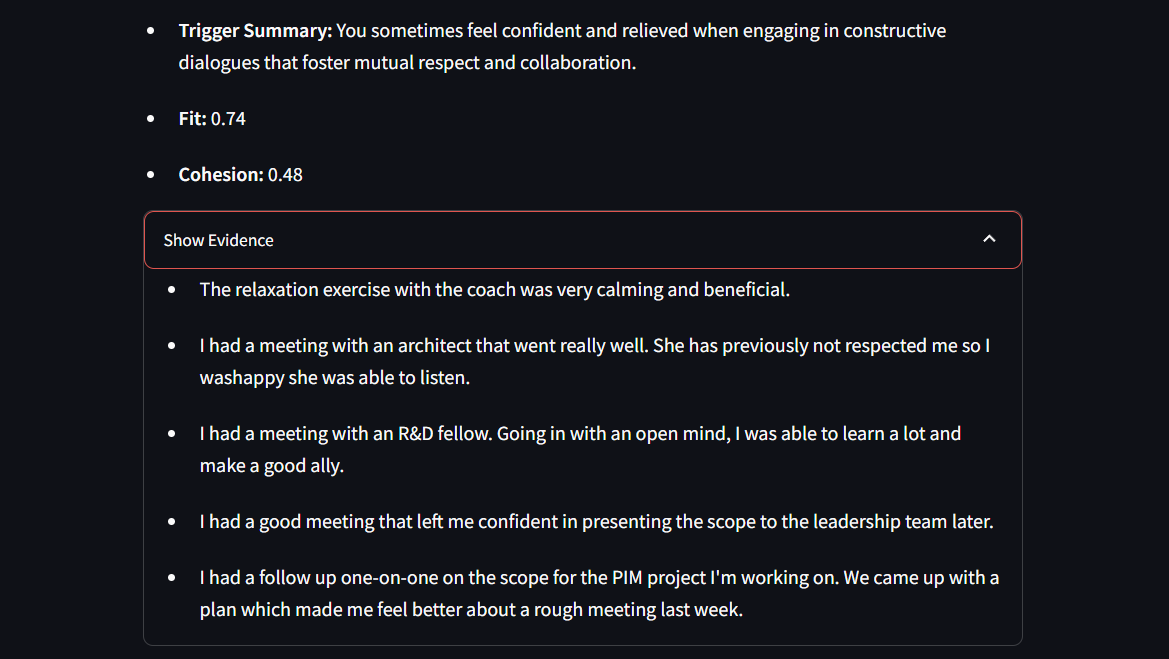 Trigger Summary: You sometimes feel confident and relieved when engaging in constructive
dialogues that foster mutual respect and collaboration.
Fit: 0.74
Cohesion: 0.48
Show Evidence
The relaxation exercise with the coach was very calming and beneficial.
I had a meeting with an architect that went really well. She has previously not respected me so I
washappy she was able to listen.
I had a meeting with an R&D fellow. Going in with an open mind, I was able to learn a lot and
make a good ally.
I had a good meeting that left me confident in presenting the scope to the leadership team later.
I had a follow up one-on-one on the scope for the PIM project I'm working on. We came up with a
plan which made me feel better about a rough meeting last week.